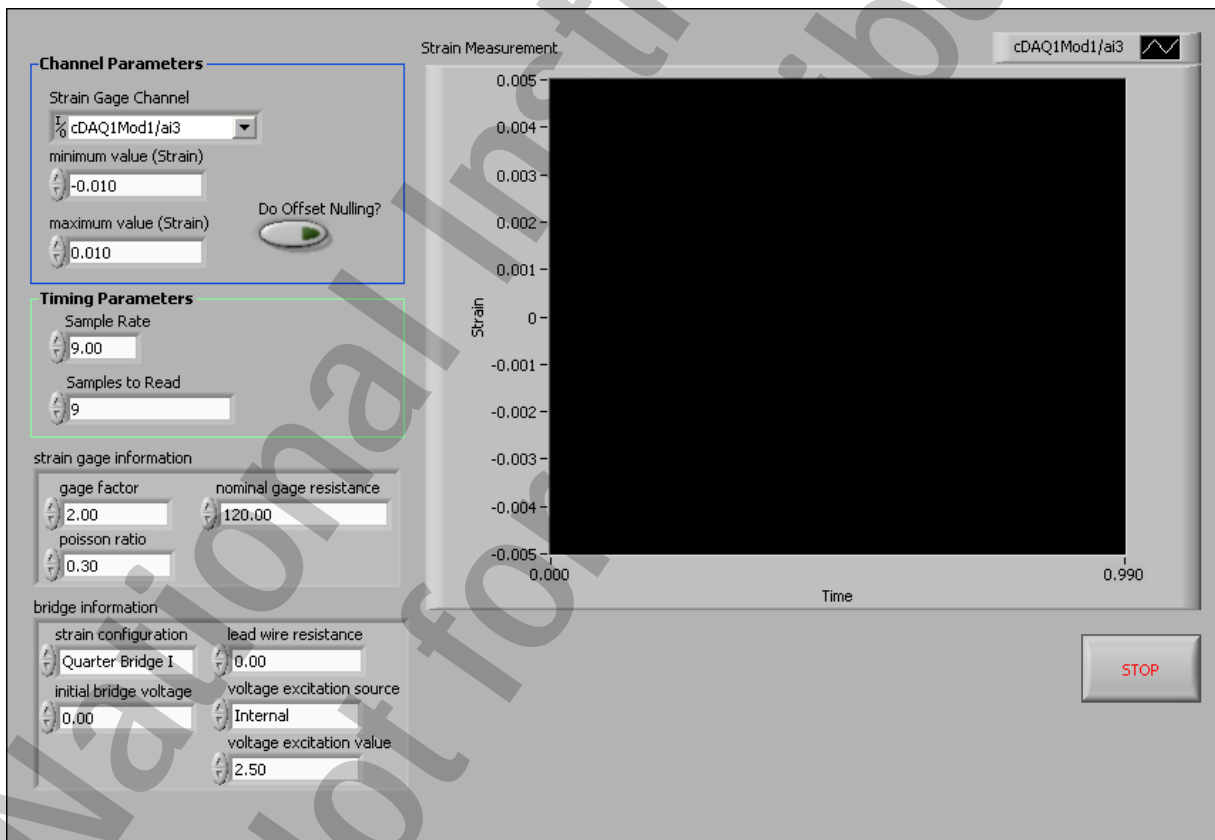 Channel Parameters
Strain Gage Channel
I/O cDAQ1Mod1/ai3
minimum value (Strain)
-0.010
Do Offset Nulling?
maximum value (Strain)
0.010
Timing Parameters
Sample Rate
9.00
Samples to Read
9
strain gage information
gage factor
2.00
nominal gage resistance
120.00
poisson ratio
0.30
bridge information
strain configuration
Quarter Bridge I
lead wire resistance
0.00
initial bridge voltage
0.00
voltage excitation source
Internal
voltage excitation value
2.50
Strain Measurement
cDAQ1Mod1/ai3
0.005
0.004
0.003
0.002
0.001
0
-0.001
-0.002
-0.003
-0.004
-0.005
Strain
0.000
0.990
Time
STOP
National Inst
Not for